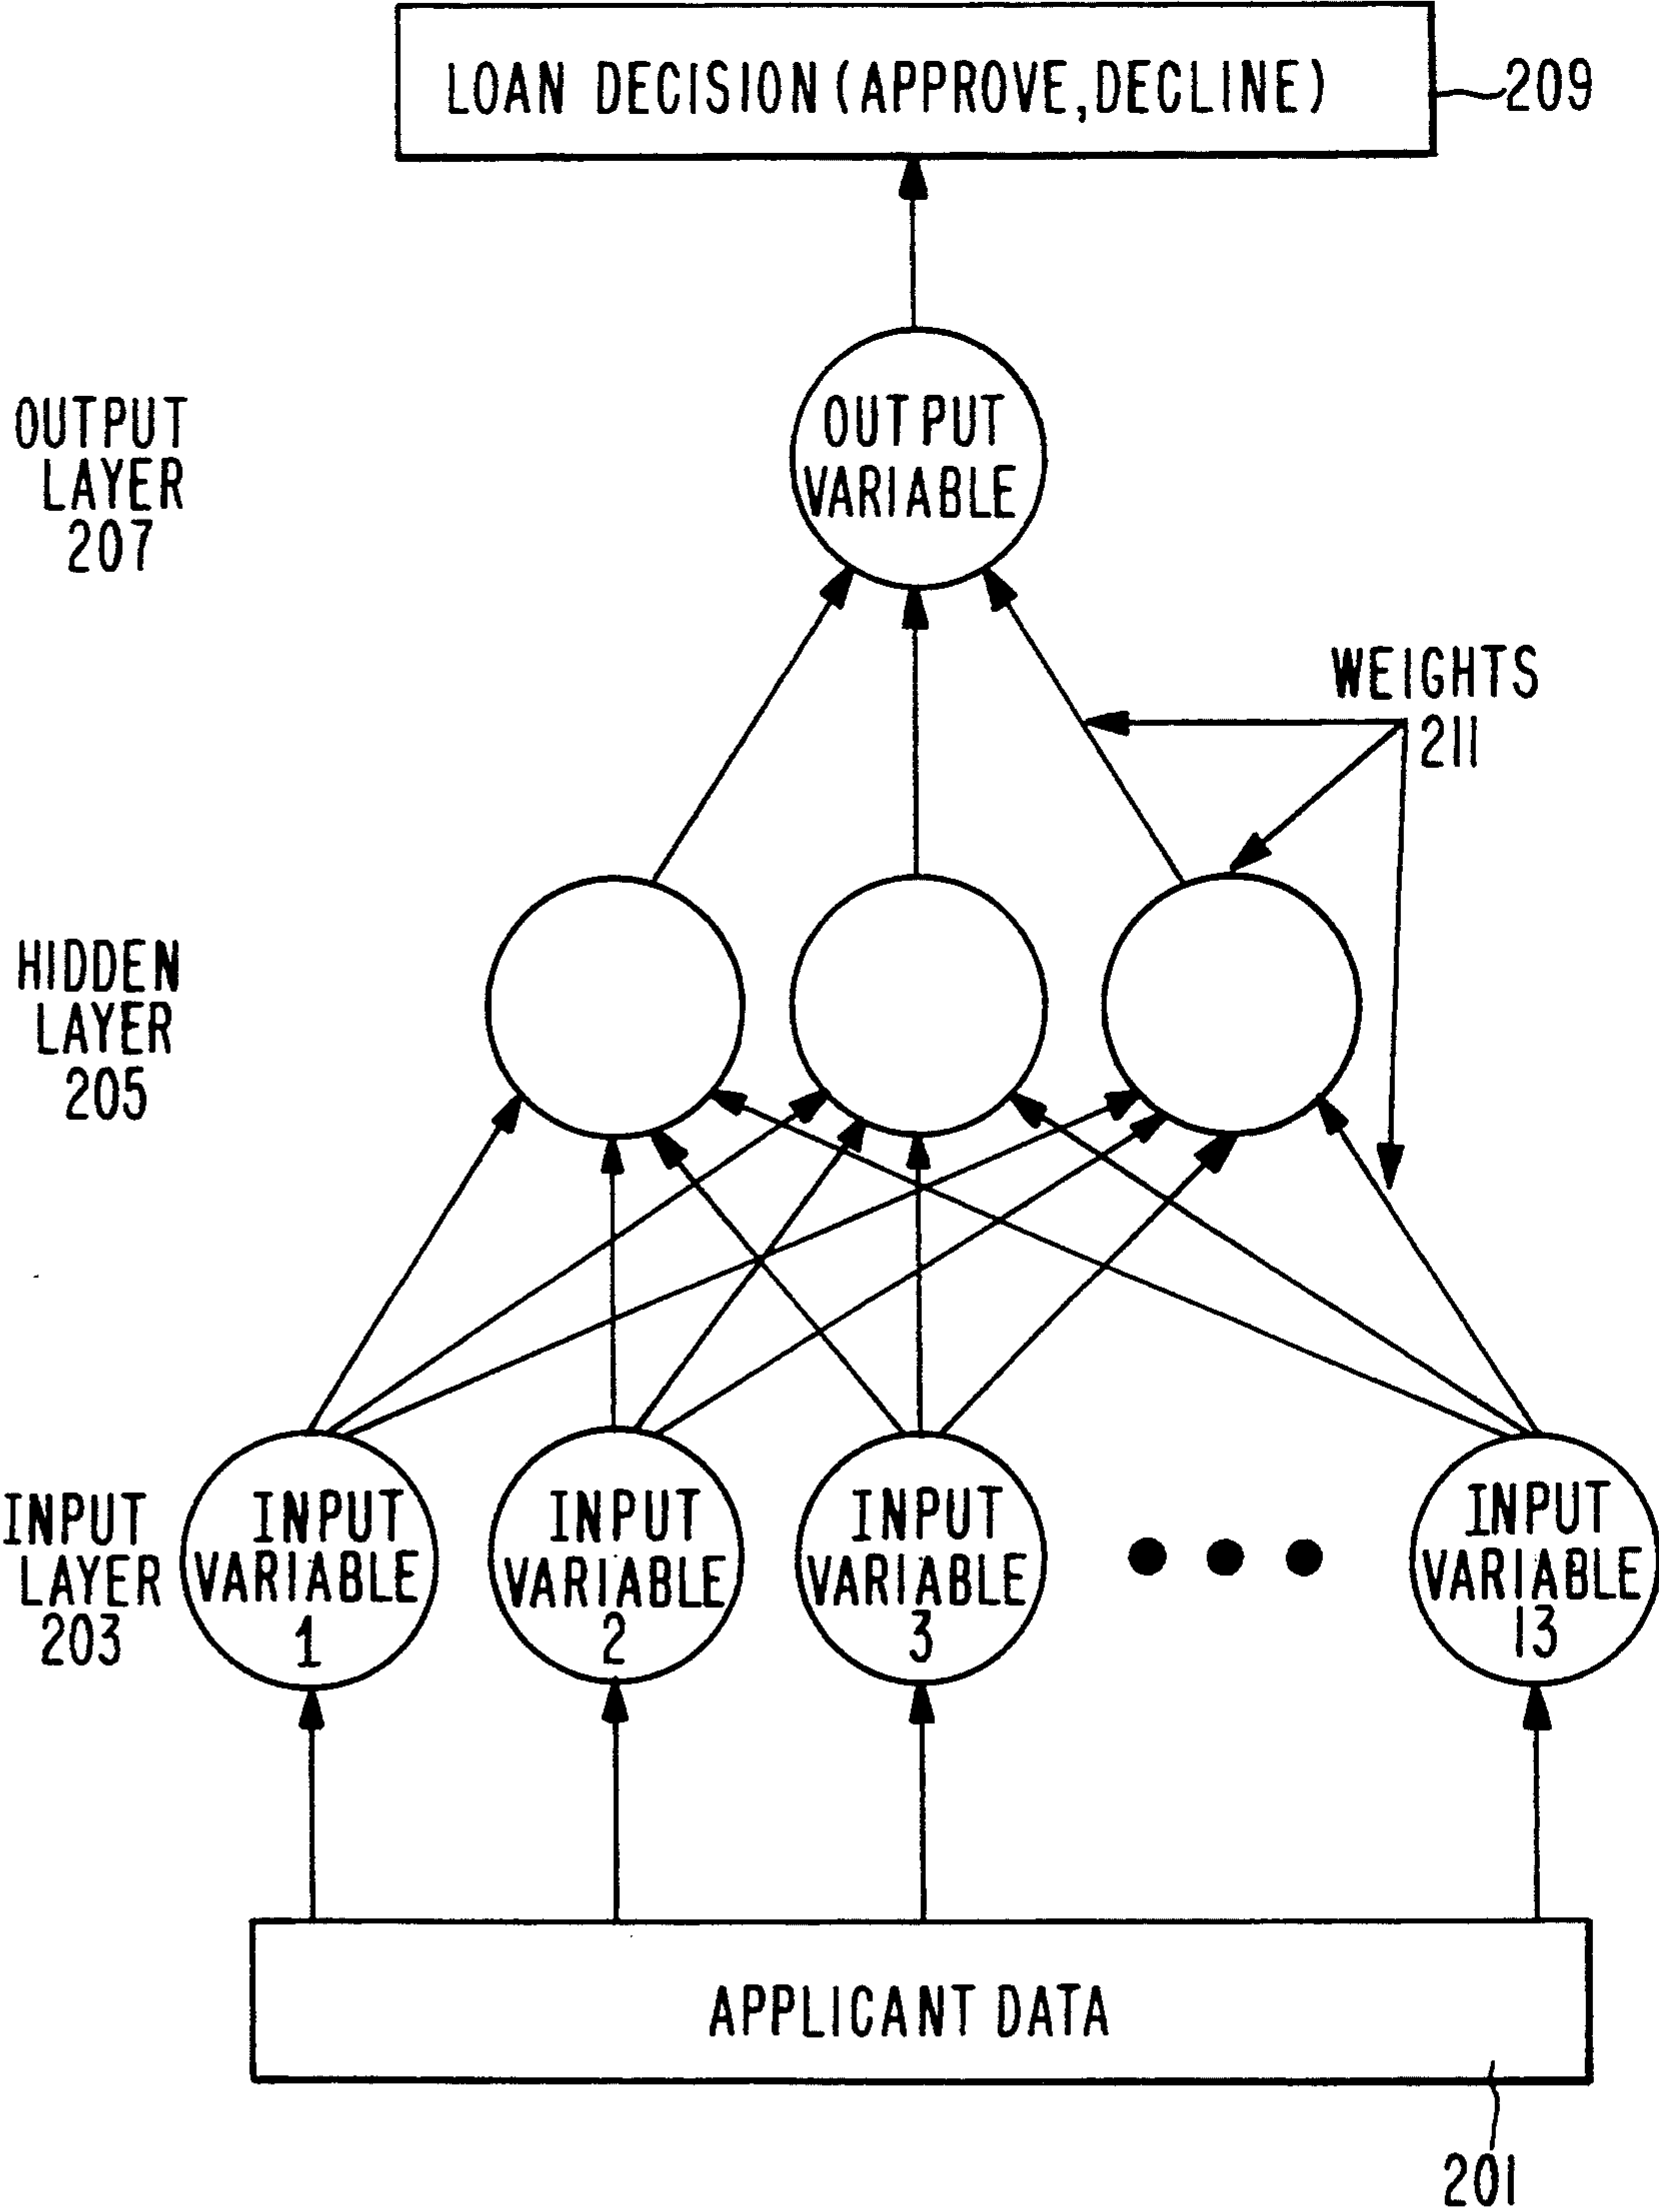 LOAN DECISION (APPROVE, DECLINE)
209
OUTPUT
LAYER
207
OUTPUT
VARIABLE
WEIGHTS
211
HIDDEN
LAYER
205
INPUT
LAYER
203
INPUT
VARIABLE
1
INPUT
VARIABLE
2
INPUT
VARIABLE
3
INPUT
VARIABLE
13
APPLICANT DATA
201